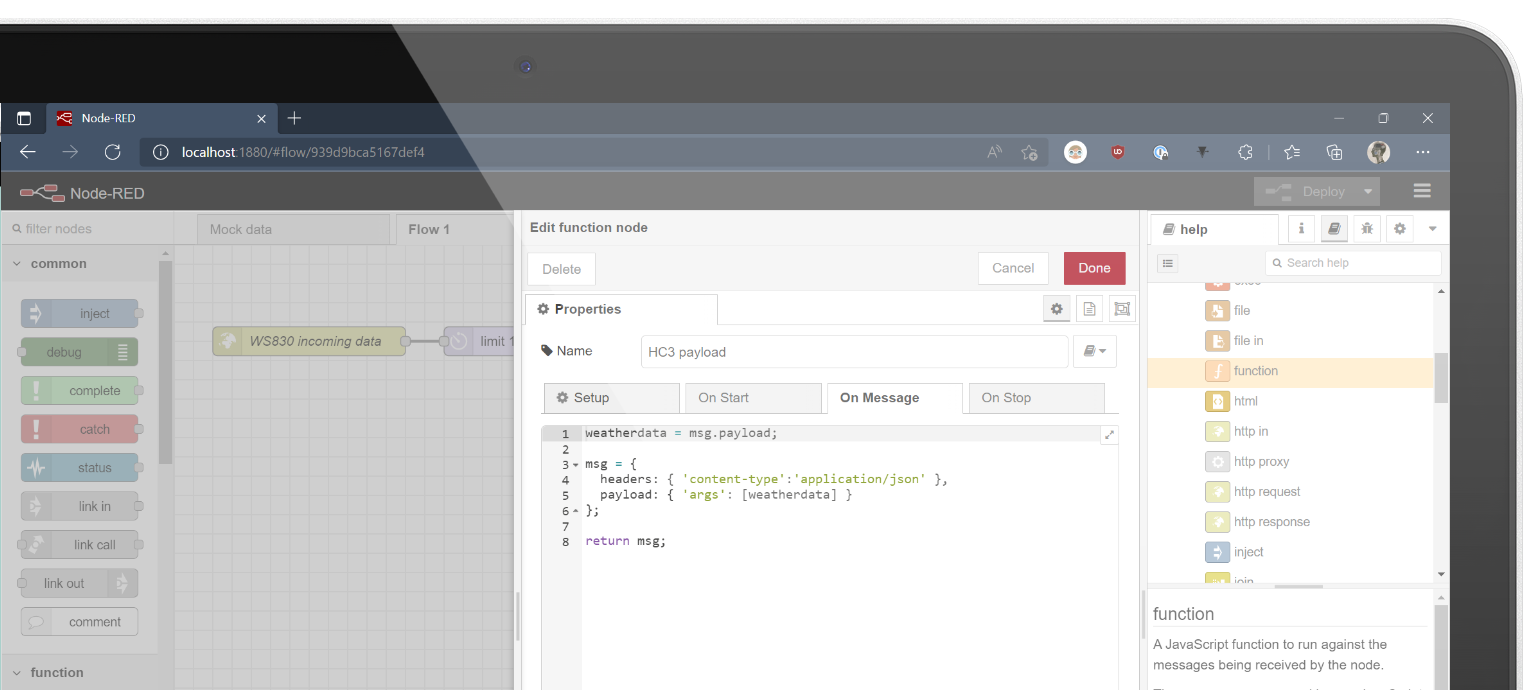 Node-RED
localhost:1880/#flow/939d9bca5167def4
Node-RED
Deploy
filter nodes
Mock data
Flow 1
common
inject
debug
complete
catch
status
link in
link call
link out
comment
function
WS830 incoming data
limit 1
Edit function node
Delete
Cancel
Done
Properties
Name
HC3 payload
Setup
On Start
On Message
On Stop
1 weatherdata = msg.payload;
2
3 msg = {
4 headers: { 'content-type':'application/json' },
5 payload: { 'args': [weatherdata] }
6 };
7
8 return msg;
help
Search help
file
file in
function
html
http in
http proxy
http request
http response
inject
join
function
A JavaScript function to run against the
messages being received by the node.